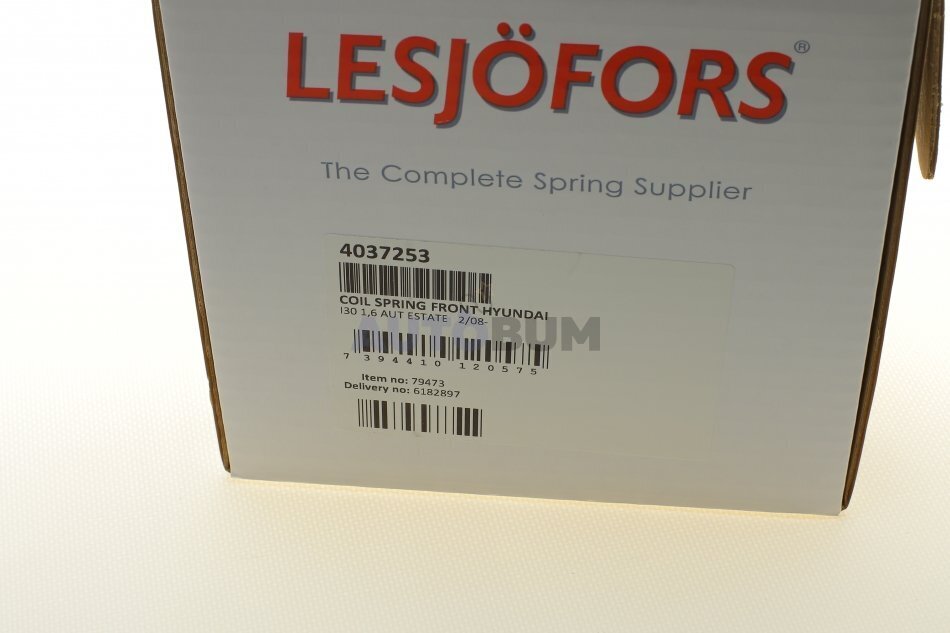 LESJÖFORS®
The Complete Spring Supplier
4037253
COIL SPRING FRONT HYUNDAI
I30 1,6 AUT ESTATE 2/08-
AUTOBUM
7 394410 120575
Item no: 79473
Delivery no: 6182897